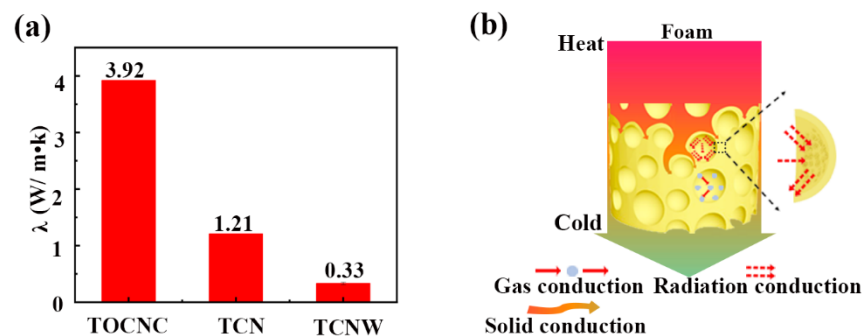 (a)
λ (W/ m•k)
4
3
2
1
0
3.92
1.21
0.33
TOCNC TCN TCNW
(b)
Foam
Heat
Cold
Gas conduction Radiation conduction
Solid conduction